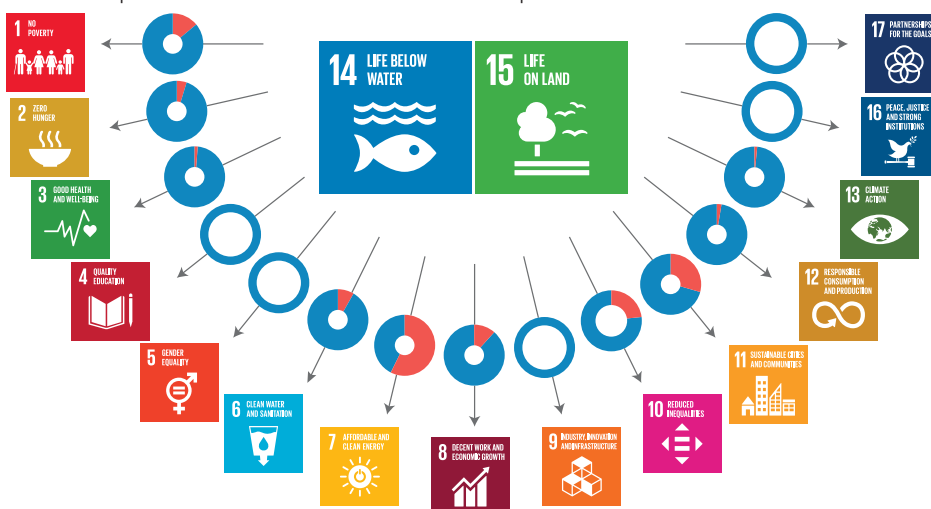 1 NO
POVERTY
2 ZERO
HUNGER
3 GOOD HEALTH
AND WELL-BEING
4 QUALITY
EDUCATION
5 GENDER
EQUALITY
6 CLEAN WATER
AND SANITATION
7 AFFORDABLE AND
CLEAN ENERGY
8 DECENT WORK AND
ECONOMIC GROWTH
9 INDUSTRY, INNOVATION
AND INFRASTRUCTURE
10 REDUCED
INEQUALITIES
11 SUSTAINABLE CITIES
AND COMMUNITIES
12 RESPONSIBLE
CONSUMPTION
AND PRODUCTION
13 CLIMATE
ACTION
14 LIFE BELOW
WATER
15 LIFE
ON LAND
16 PEACE, JUSTICE
AND STRONG
INSTITUTIONS
17 PARTNERSHIPS
FOR THE GOALS